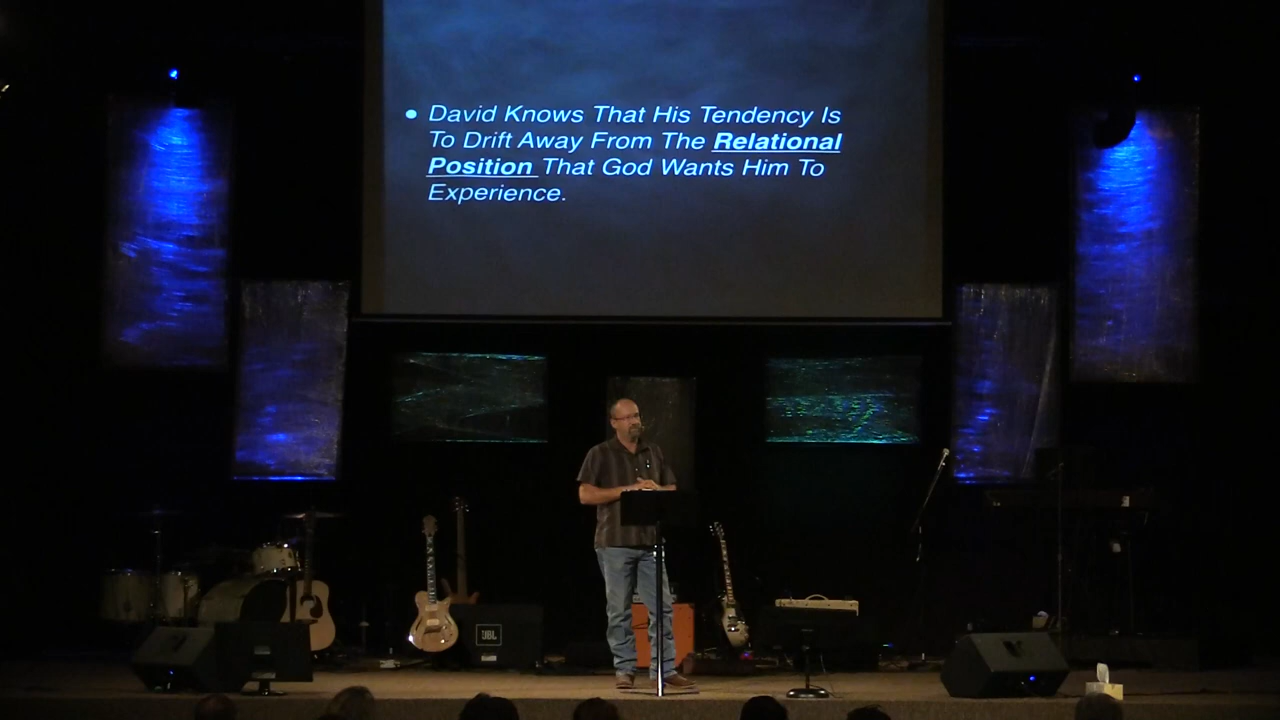 • David Knows That His Tendency Is
To Drift Away From The Relational
Position That God Wants Him To
Experience.
JBL